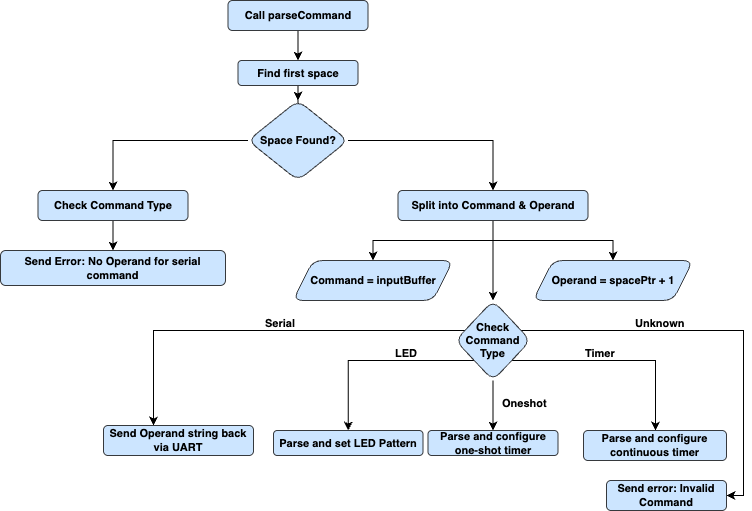 Call parseCommand
Find first space
Space Found?
Check Command Type
Split into Command & Operand
Send Error: No Operand for serial
command
Command = inputBuffer
Operand = spacePtr + 1
Check
Command
Type
Serial
Unknown
LED
Timer
Oneshot
Send Operand string back
via UART
Parse and set LED Pattern
Parse and configure
one-shot timer
Parse and configure
continuous timer
Send error: Invalid
Command